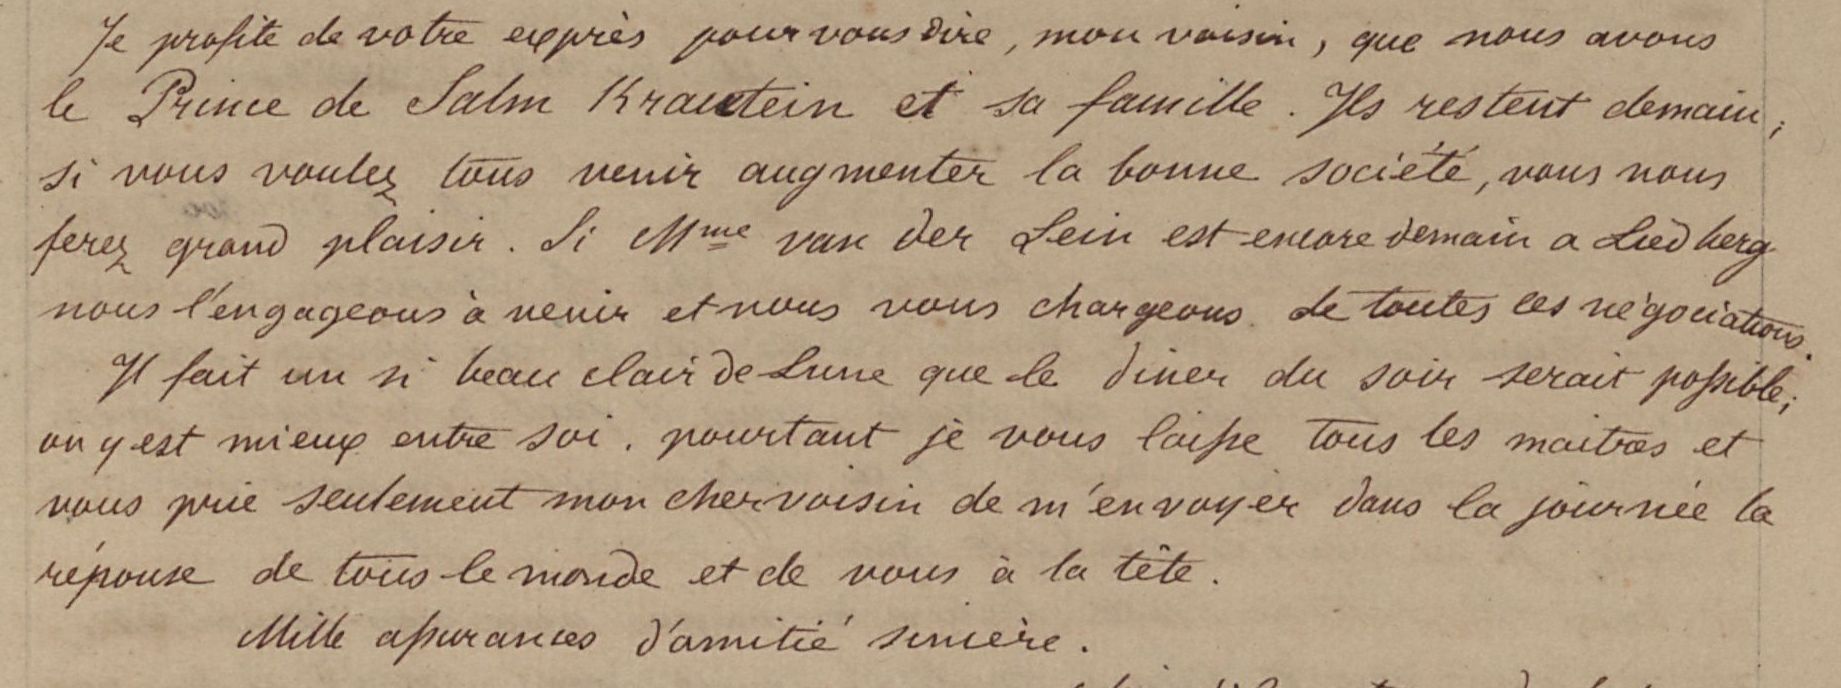 Je profite de votre exprès pour vous dire, mon voisin, que nous avons
le Prince de Salm Krautein et sa famille. Ils restent demain;
si vous voulez tous venir augmenter la bonne société, vous nous
ferez grand plaisir. Si Mme van der Lein est encore demain a Liedberg
nous l'engageons à venir et nous vous chargeons de toutes ces négociations.
Il fait un si beau clair de Lune que le diner du soir serait possible;
on y est mieux entre soi. pourtant je vous laisse tous les maitres et
vous prie seulement mon cher voisin de m'envoyer dans la journée la
réponse de tous le monde et de vous à la tête.
Mille assurances d'amitié sincère.